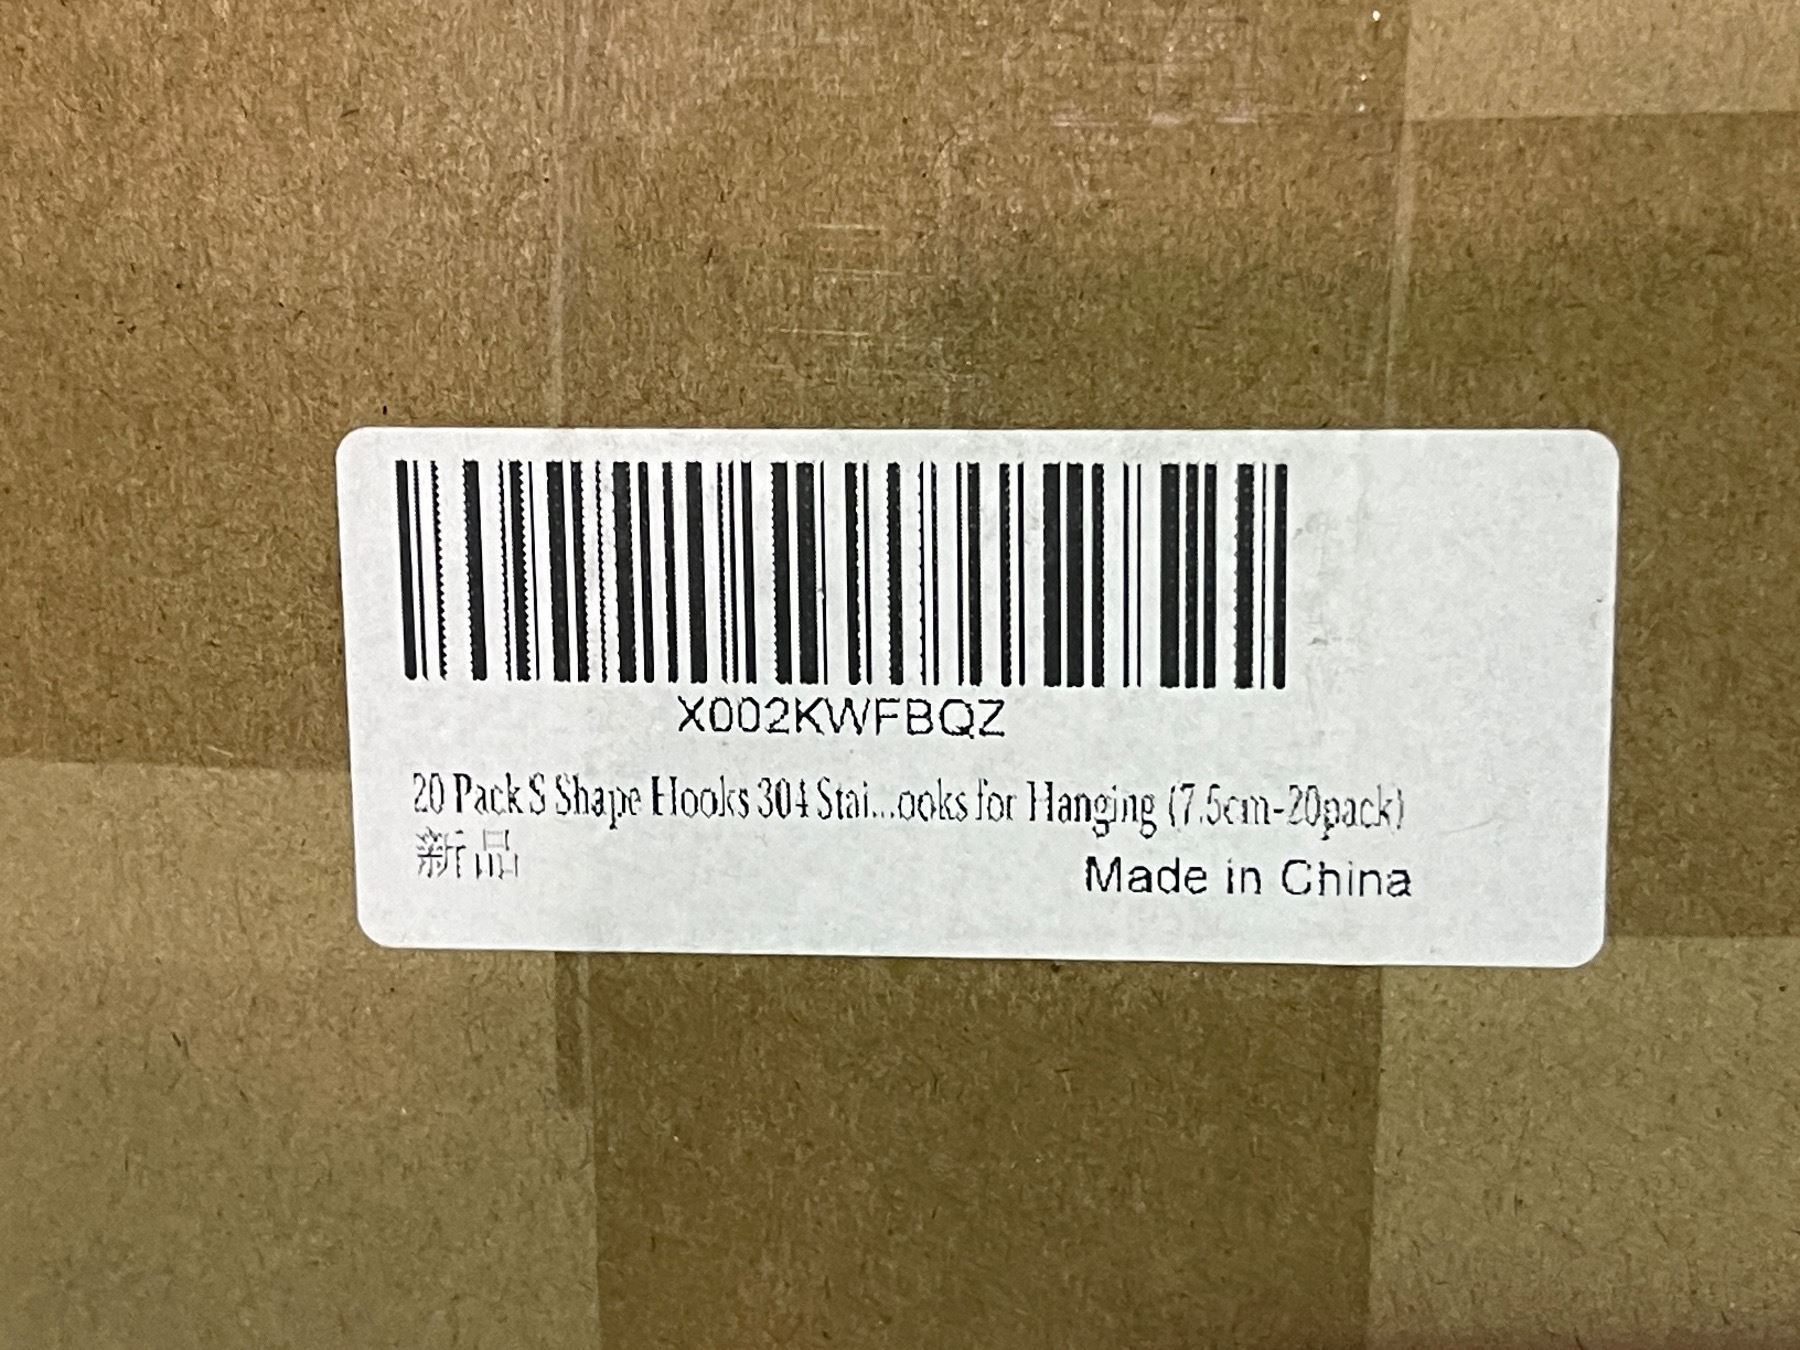 X002KWFBQZ
20 Pack S Shape Hooks 304 Stai...ooks for Hanging (7.5cm-20pack)
新品
Made in China